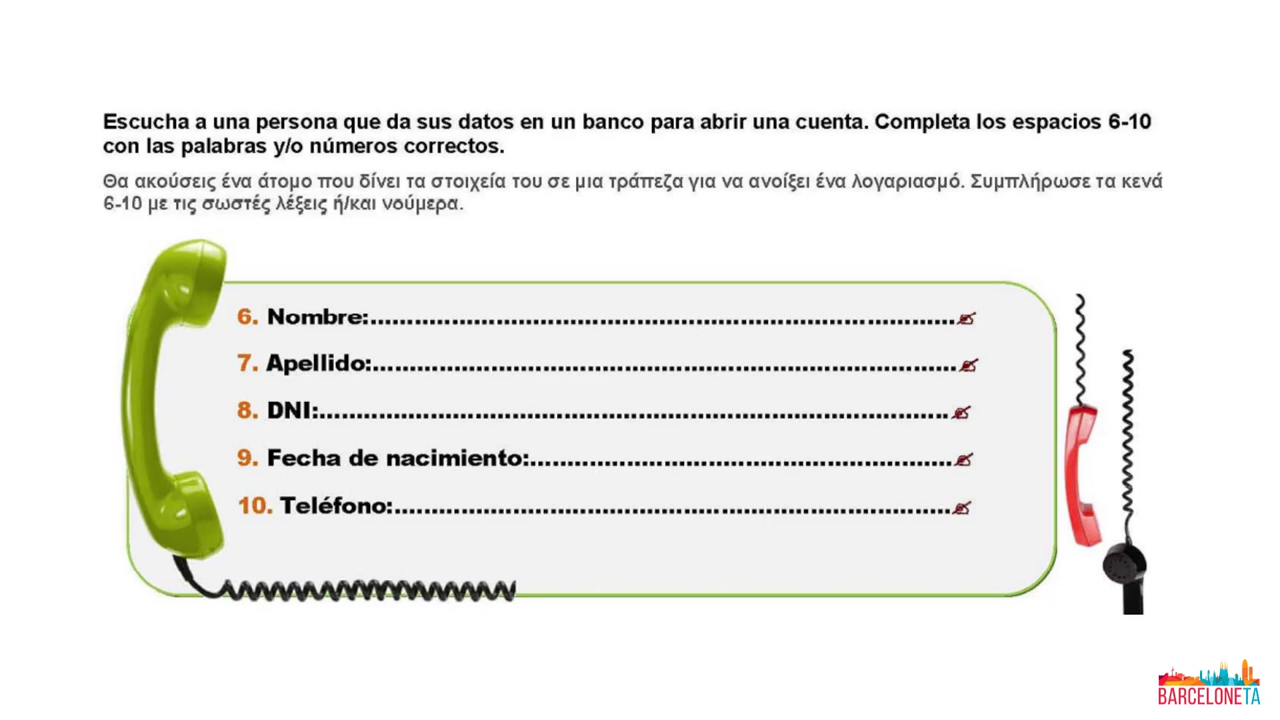 Escucha a una persona que da sus datos en un banco para abrir una cuenta. Completa los espacios 6-10
con las palabras y/o números correctos.
Θα ακούσεις ένα άτομο που δίνει τα στοιχεία του σε μια τράπεζα για να ανοίξει ένα λογαριασμό. Συμπλήρωσε τα κενά
6-10 με τις σωστές λέξεις ή/και νούμερα.
6. Nombre:................................................................................
7. Apellido:................................................................................
8. DNI:......................................................................................
9. Fecha de nacimiento:.........................................................
10. Teléfono:...........................................................................
BARCELONETA